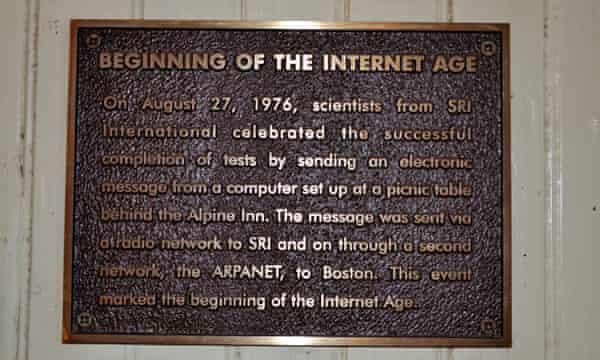 BEGINNING OF THE INTERNET AGE
On August 27, 1976, scientists from SRI
International celebrated the successful
completion of tests by sending an electronic
message from a computer set up at a picnic table
behind the Alpine Inn. The message was sent via
a radio network to SRI and on through a second
network, the ARPANET, to Boston. This event
marked the beginning of the Internet Age.